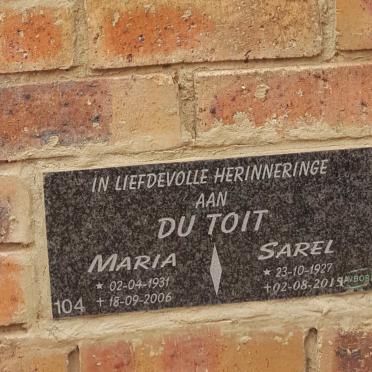 IN LIEFDEVOLLE HERINNERINGE
AAN
DU TOIT
MARIA
* 02-04-1931
+ 18-09-2006
SAREL
* 23-10-1927
+02-08-2015
104